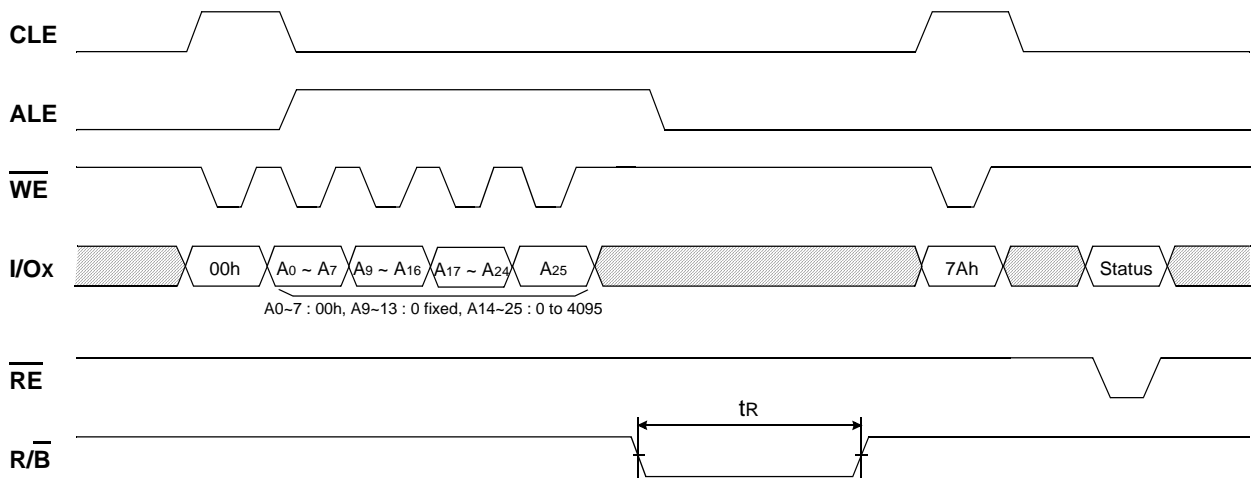 CLE
ALE
WE
I/Ox 00h A0 ~ A7 A9 ~ A16 A17 ~ A24 A25 7Ah Status
A0~7 : 00h, A9~13 : 0 fixed, A14~25 : 0 to 4095
RE
tR
R/B